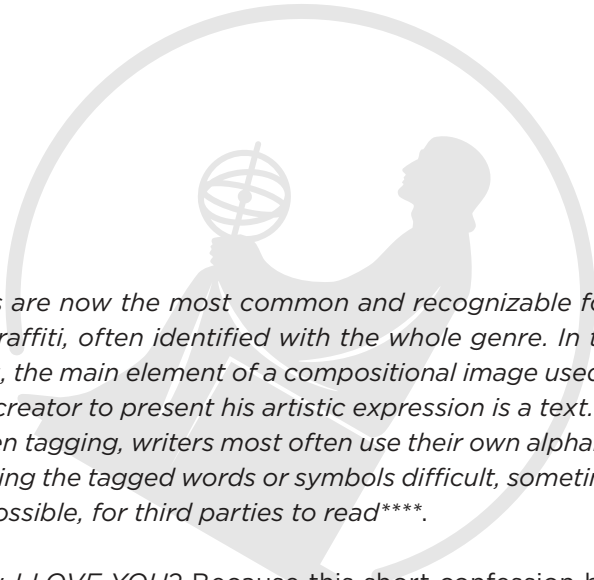 s are now the most common and recognizable fo
raffiti, often identified with the whole genre. In t
, the main element of a compositional image used
creator to present his artistic expression is a text.
en tagging, writers most often use their own alpha
ing the tagged words or symbols difficult, someti
ossible, for third parties to read****.
I LOVE YOU? Because this short confession h